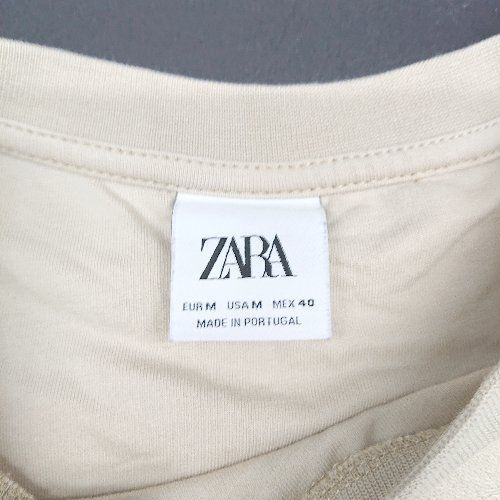 ZARA
EUR M USA M MEX 40
MADE IN PORTUGAL